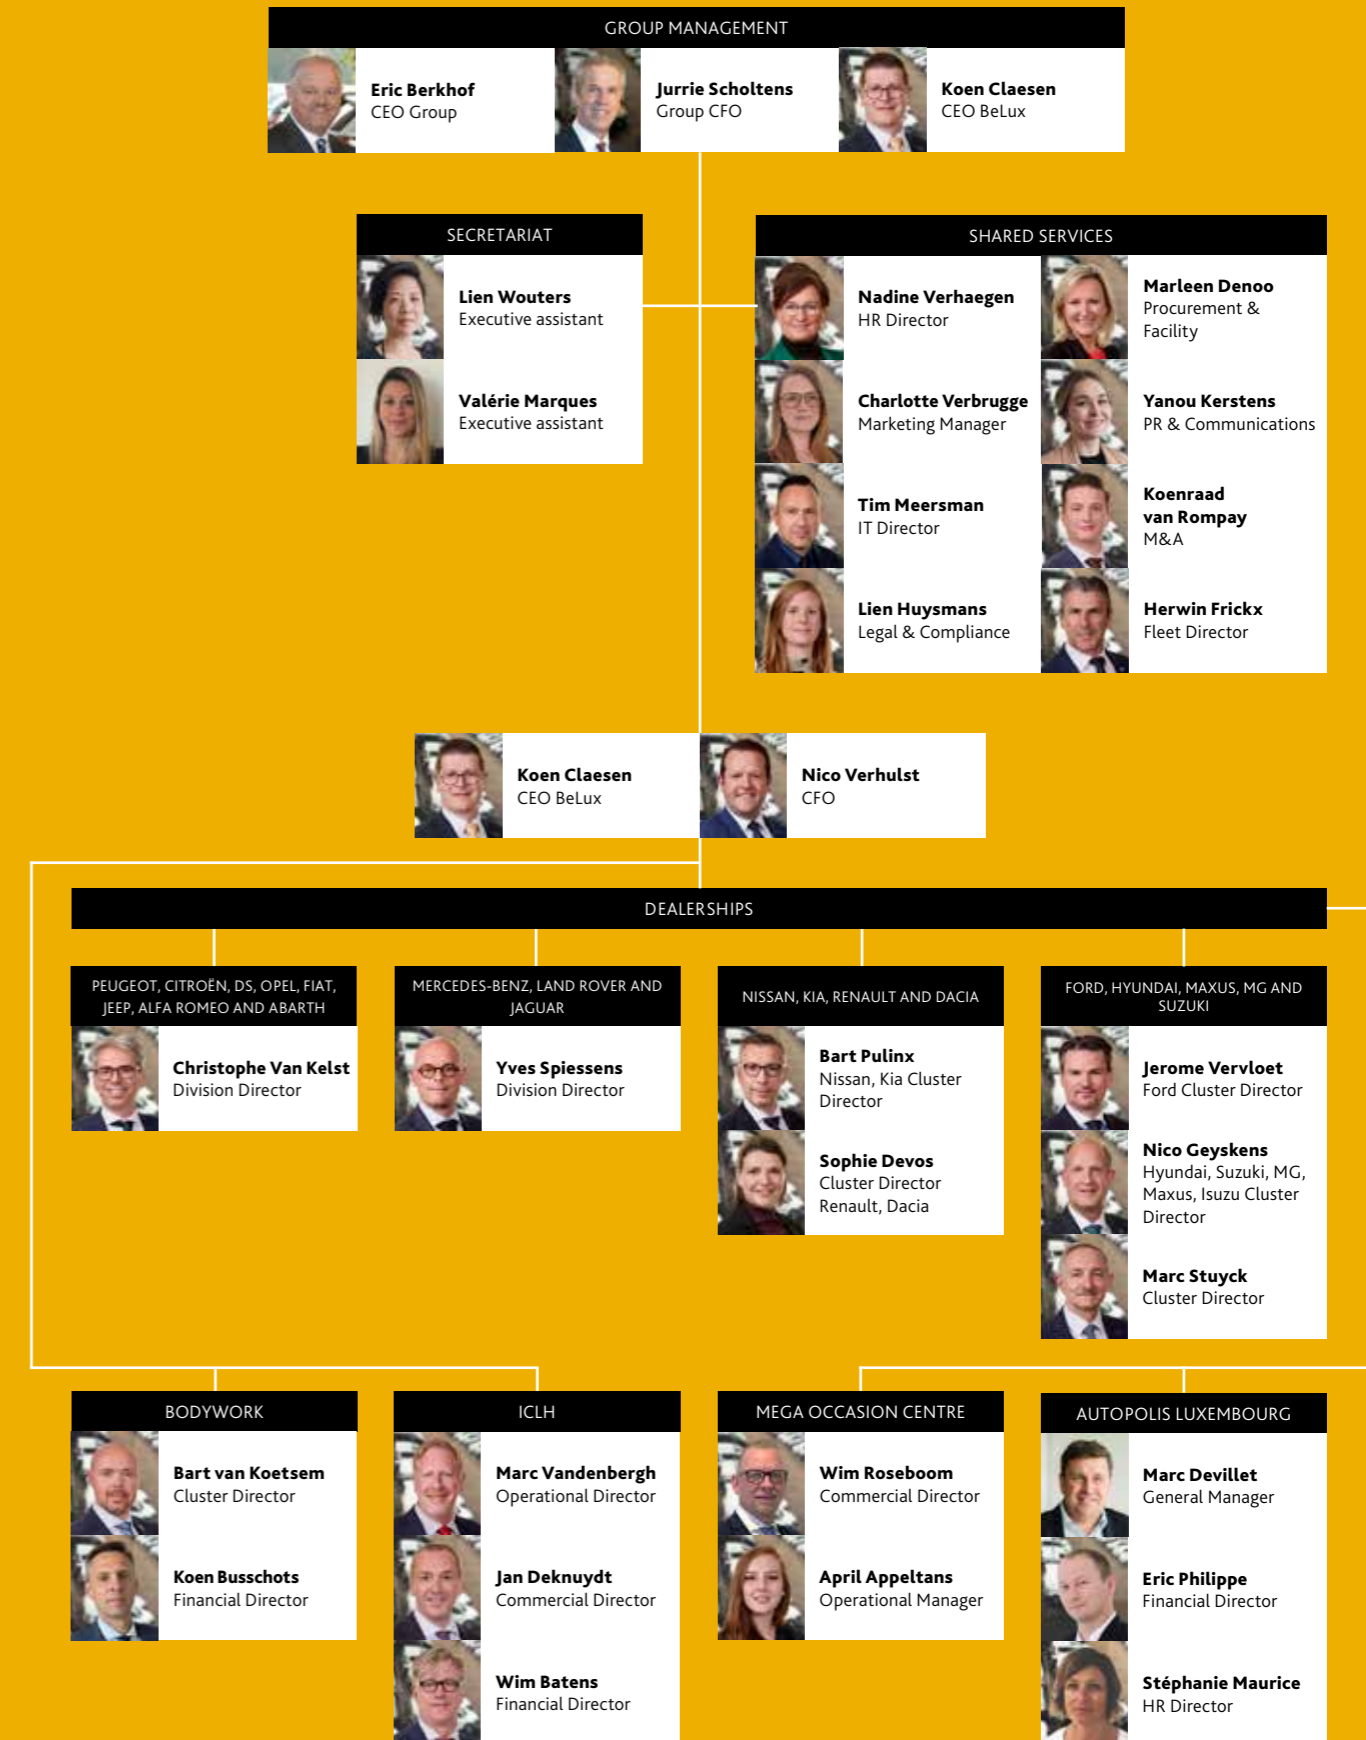 GROUP MANAGEMENT
Eric Berkhof
CEO Group
Jurrie Scholtens
Group CFO
Koen Claesen
CEO BeLux
SECRETARIAT
Lien Wouters
Executive assistant
Valérie Marques
Executive assistant
SHARED SERVICES
Nadine Verhaegen
HR Director
Marleen Denoo
Procurement &
Facility
Charlotte Verbrugge
Marketing Manager
Yanou Kerstens
PR & Communications
Tim Meersman
IT Director
Koenraad
van Rompay
M&A
Lien Huysmans
Legal & Compliance
Herwin Frickx
Fleet Director
Koen Claesen
CEO BeLux
Nico Verhulst
CFO
DEALERSHIPS
PEUGEOT, CITROËN, DS, OPEL, FIAT,
JEEP, ALFA ROMEO AND ABARTH
Christophe Van Kelst
Division Director
MERCEDES-BENZ, LAND ROVER AND
JAGUAR
Yves Spiessens
Division Director
NISSAN, KIA, RENAULT AND DACIA
Bart Pulinx
Nissan, Kia Cluster
Director
Sophie Devos
Cluster Director
Renault, Dacia
FORD, HYUNDAI, MAXUS, MG AND
SUZUKI
Jerome Vervloet
Ford Cluster Director
Nico Geyskens
Hyundai, Suzuki, MG,
Maxus, Isuzu Cluster
Director
Marc Stuyck
Cluster Director
BODYWORK
Bart van Koetsem
Cluster Director
Koen Busschots
Financial Director
ICLH
Marc Vandenbergh
Operational Director
Jan Deknuydt
Commercial Director
Wim Batens
Financial Director
MEGA OCCASION CENTRE
Wim Roseboom
Commercial Director
April Appeltans
Operational Manager
AUTOPOLIS LUXEMBOURG
Marc Devillet
General Manager
Eric Philippe
Financial Director
Stéphanie Maurice
HR Director